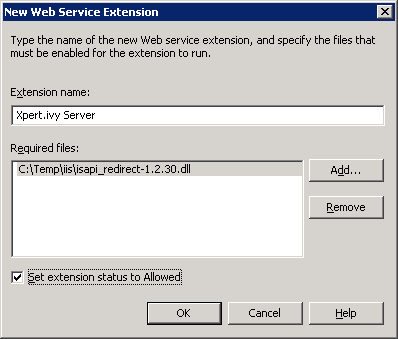 New Web Service Extension
Type the name of the new Web service extension, and specify the files that
must be enabled for the extension to run.
Extension name:
Xpert.ivy Server
Required files:
C:\Temp\iis\isapi_redirect-1.2.30.dll
Add...
Remove
Set extension status to Allowed
OK
Cancel
Help